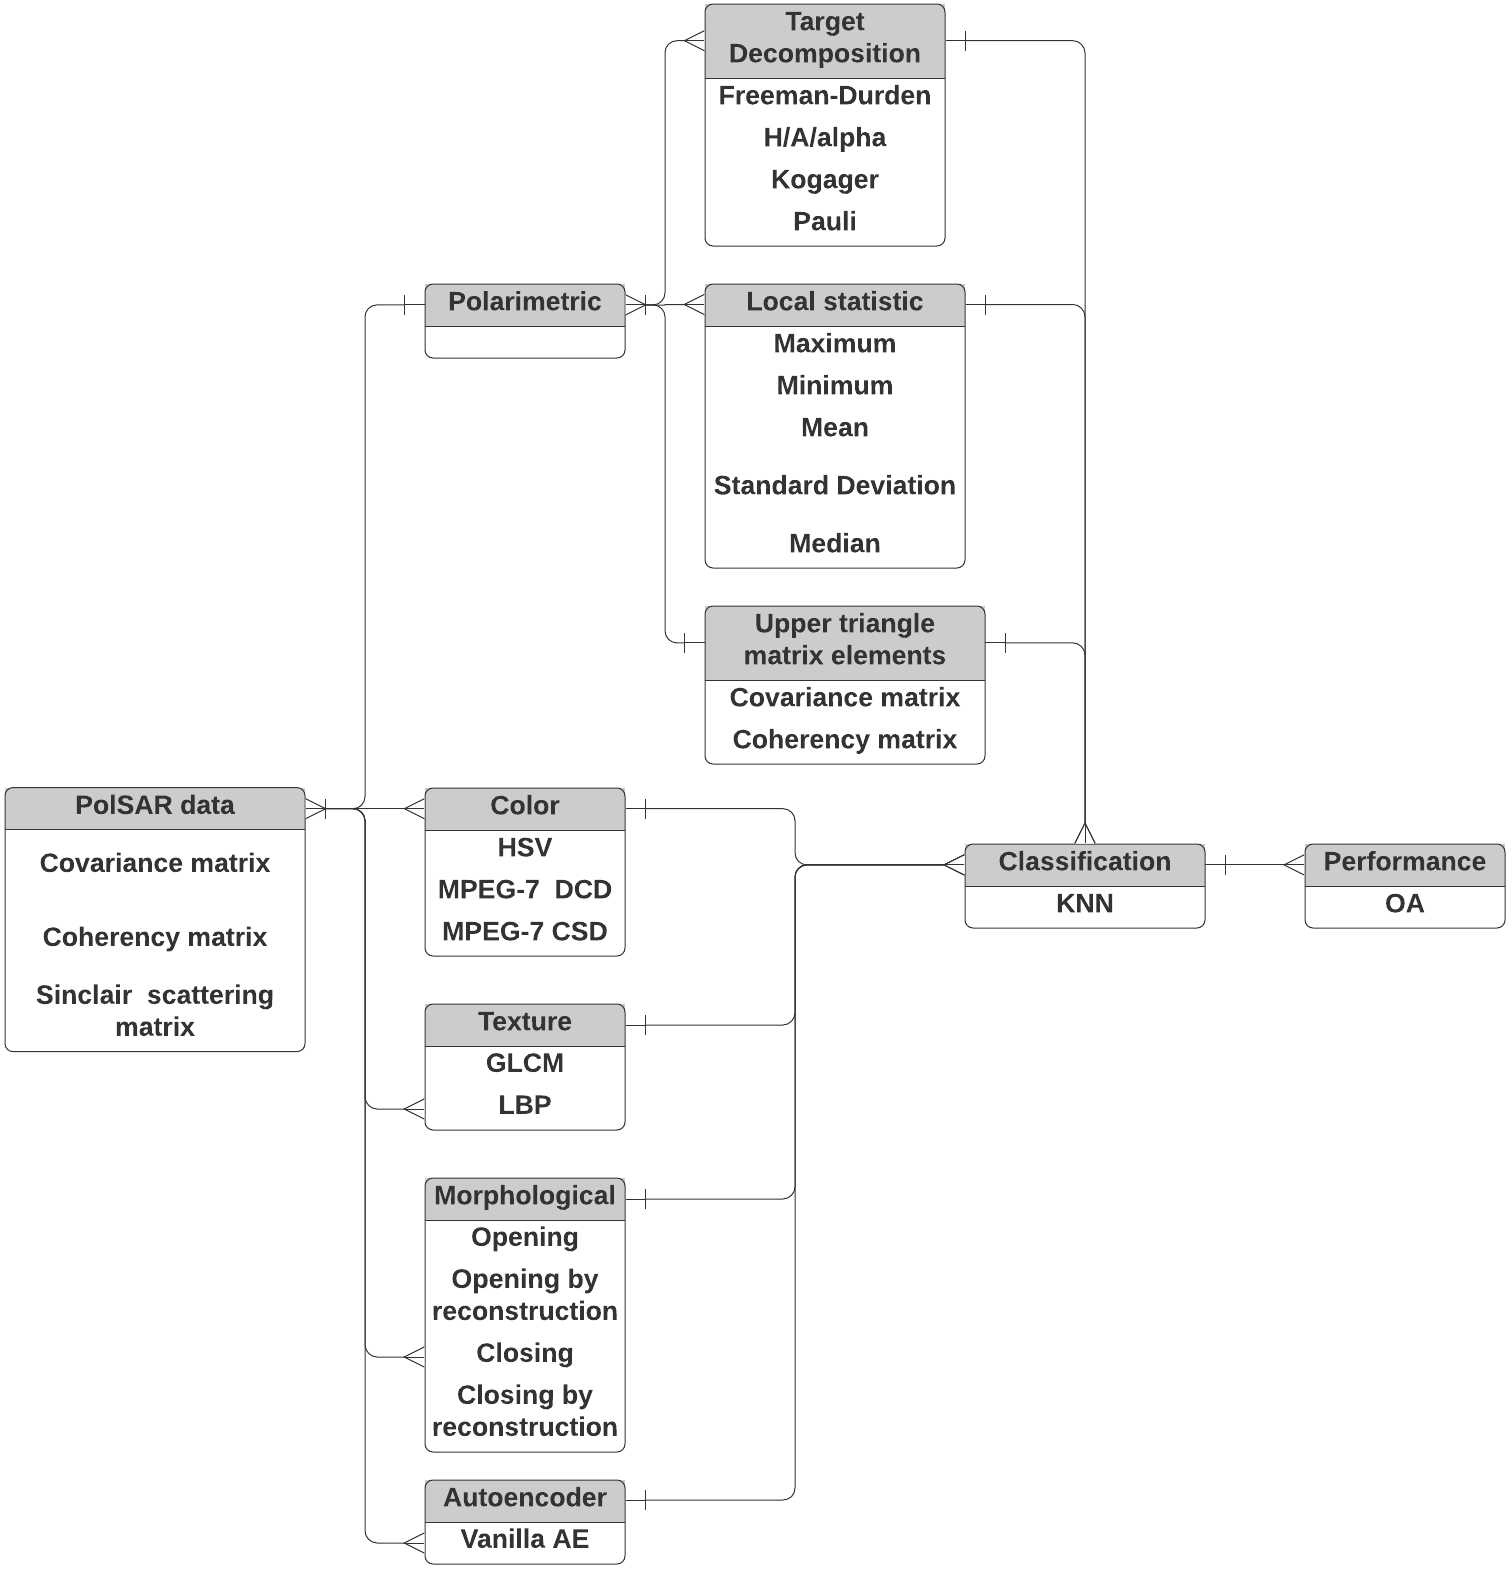 Target
Decomposition
Freeman-Durden
H/A/alpha
Kogager
Pauli
Polarimetric
Local statistic
Maximum
Minimum
Mean
Standard Deviation
Median
Upper triangle
matrix elements
Covariance matrix
Coherency matrix
PolSAR data
Covariance matrix
Coherency matrix
Sinclair  scattering
matrix
Color
HSV
MPEG-7  DCD
MPEG-7 CSD
Texture
GLCM
LBP
Morphological
Opening
Opening by
reconstruction
Closing
Closing by
reconstruction
Autoencoder
Vanilla AE
Classification
KNN
Performance
OA